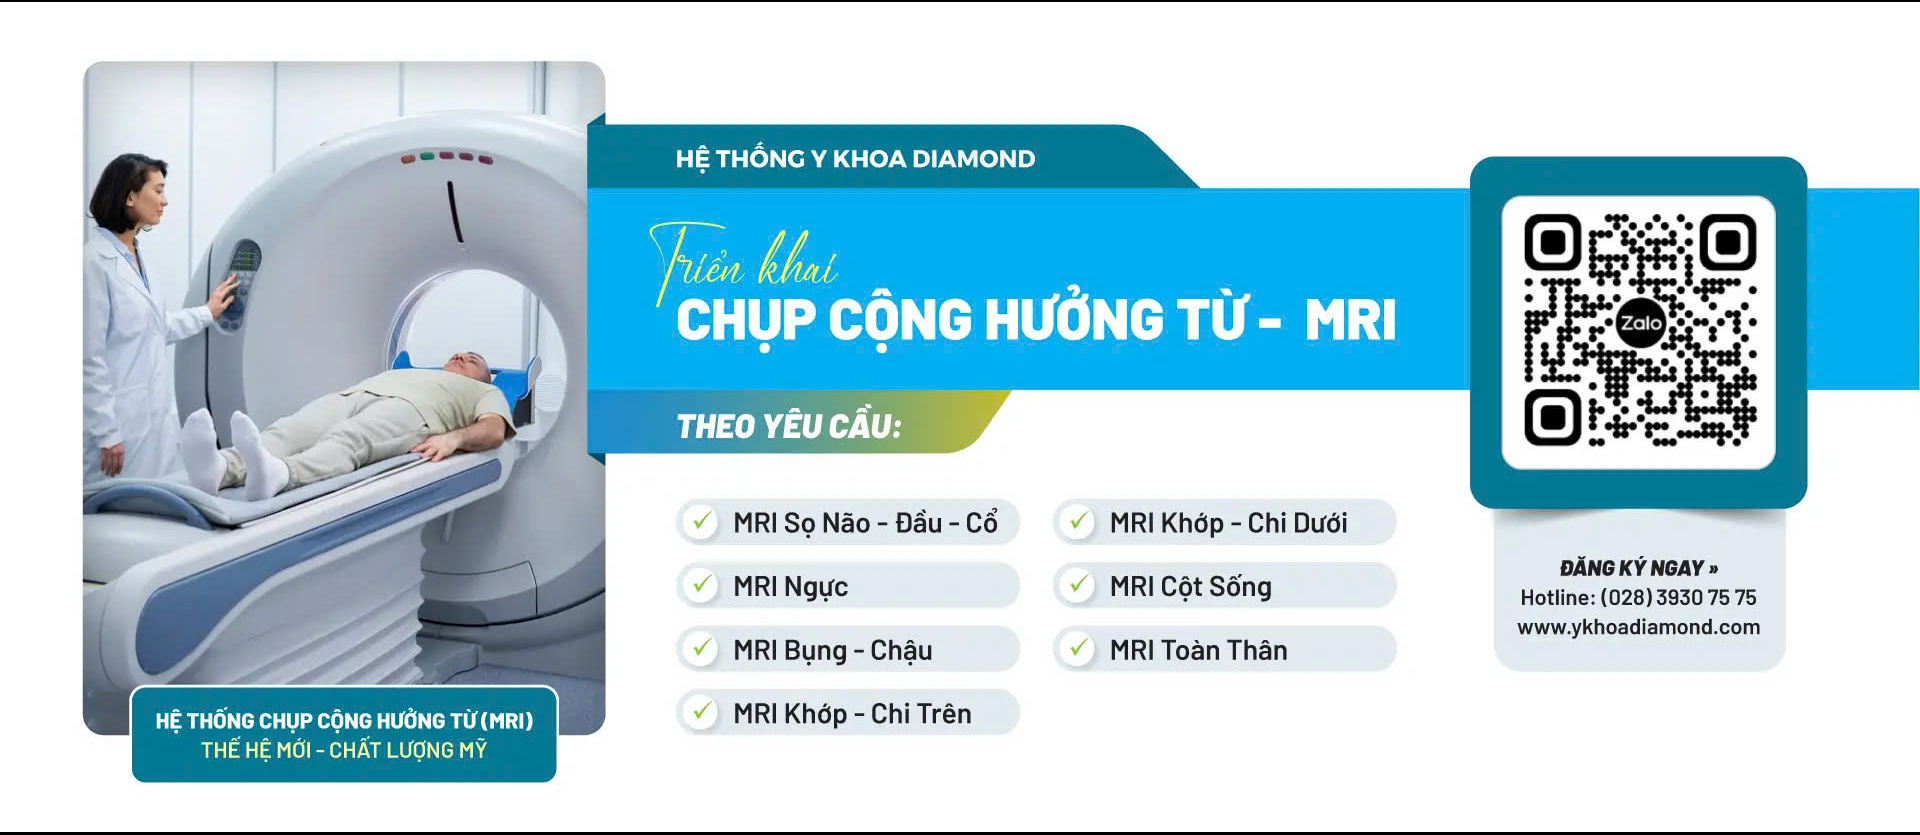 HỆ THỐNG Y KHOA DIAMOND
Triển khai
CHỤP CỘNG HƯỞNG TỪ - MRI
THEO YÊU CẦU:
MRI Sọ Não - Đầu - Cổ
MRI Ngực
MRI Bụng - Chậu
MRI Khớp - Chi Trên
MRI Khớp - Chi Dưới
MRI Cột Sống
MRI Toàn Thân
Zalo
ĐĂNG KÝ NGAY »
Hotline: (028) 3930 75 75
www.ykhoadiamond.com
HỆ THỐNG CHỤP CỘNG HƯỞNG TỪ (MRI)
THẾ HỆ MỚI - CHẤT LƯỢNG MỸ